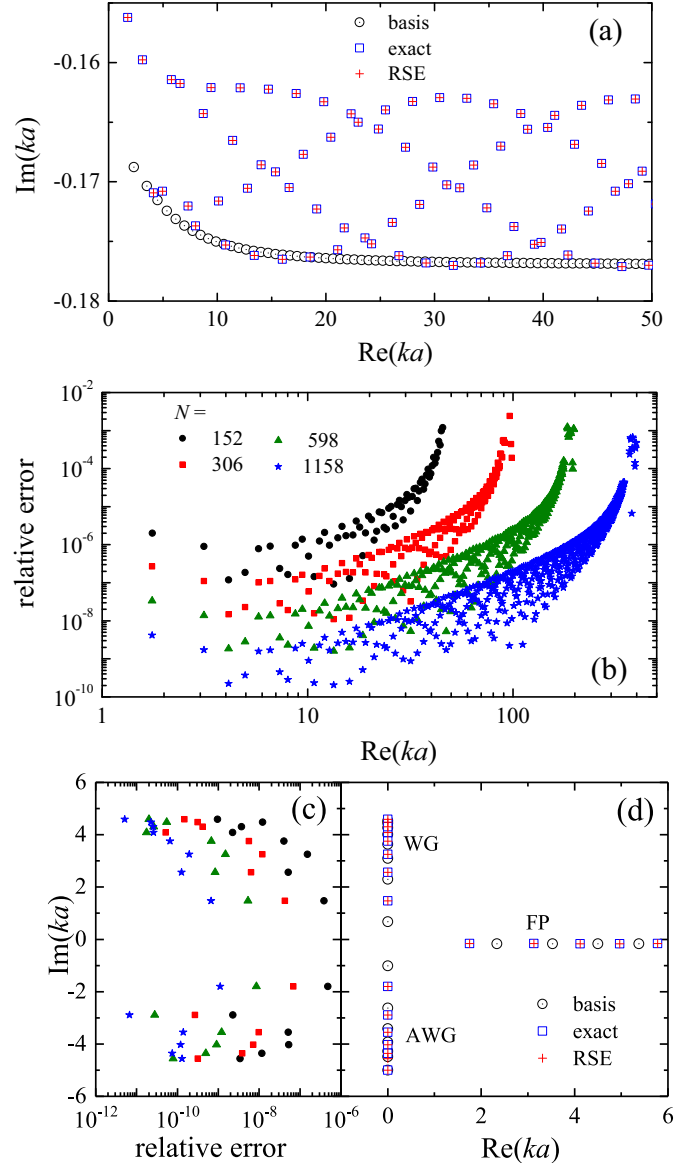 (a)
basis
exact
RSE
Im(ka)
-0.16
-0.17
-0.18
0 10 20 30 40 50
Re(ka)
N =
152 598
306 1158
relative error
10⁻²
10⁻⁴
10⁻⁶
10⁻⁸
10⁻¹⁰
(b)
1 10 100
Re(ka)
(c) (d)
Im(ka)
6
4
2
0
-2
-4
-6
WG
FP
AWG
basis
exact
RSE
10⁻¹² 10⁻¹⁰ 10⁻⁸ 10⁻⁶ 0 2 4 6
relative error Re(ka)